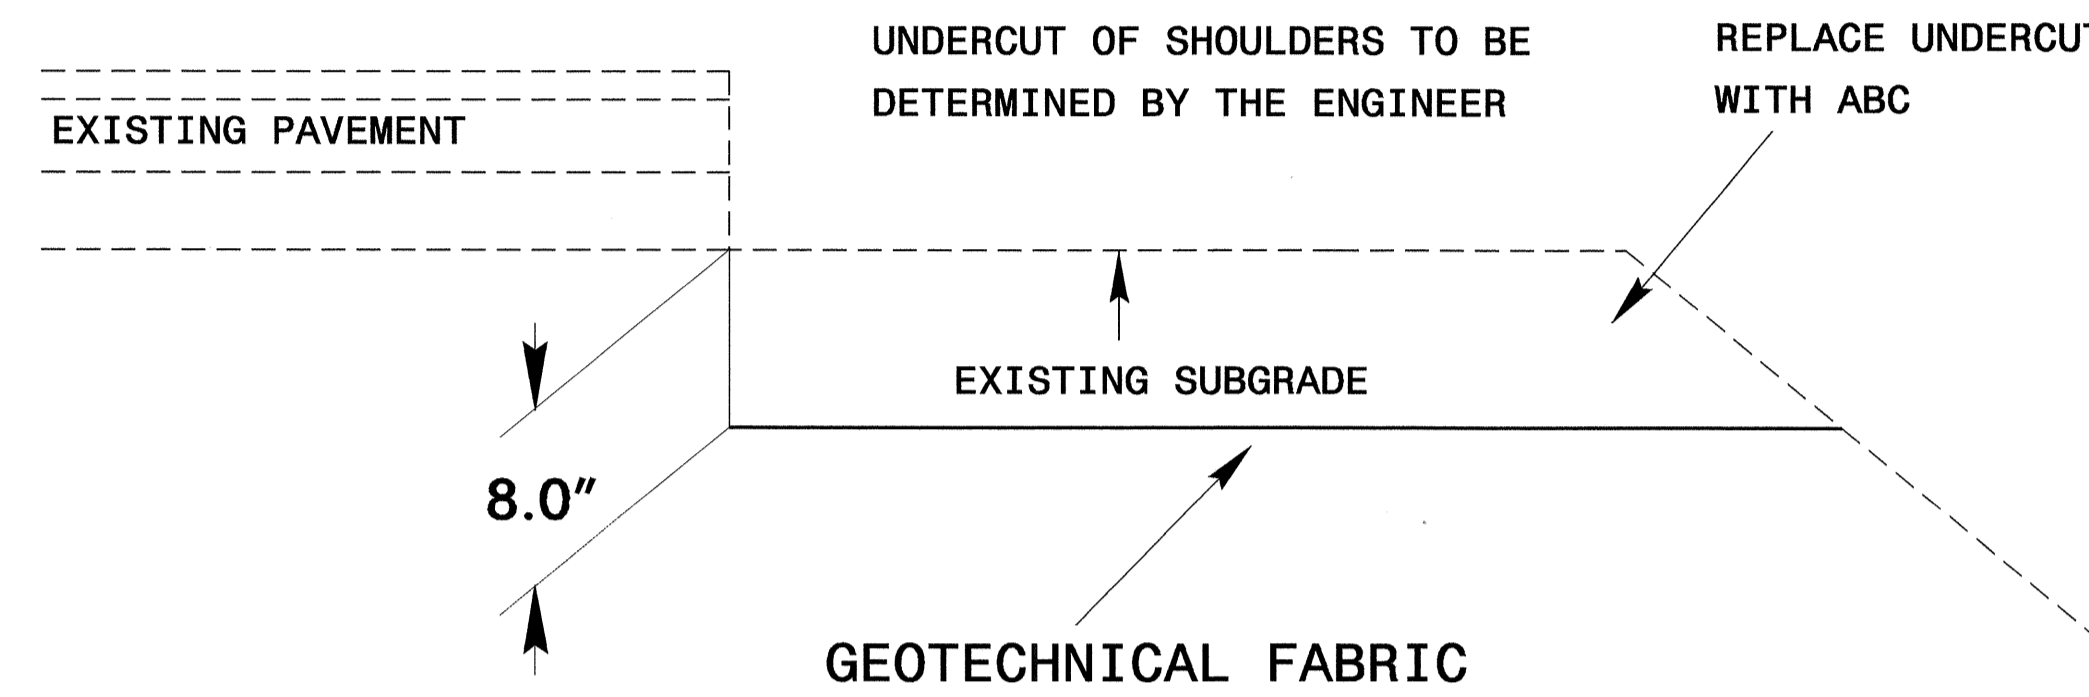 UNDERCUT OF SHOULDERS TO BE
DETERMINED BY THE ENGINEER
REPLACE UNDERCUT
WITH ABC
EXISTING PAVEMENT
EXISTING SUBGRADE
8.0"
GEOTECHNICAL FABRIC